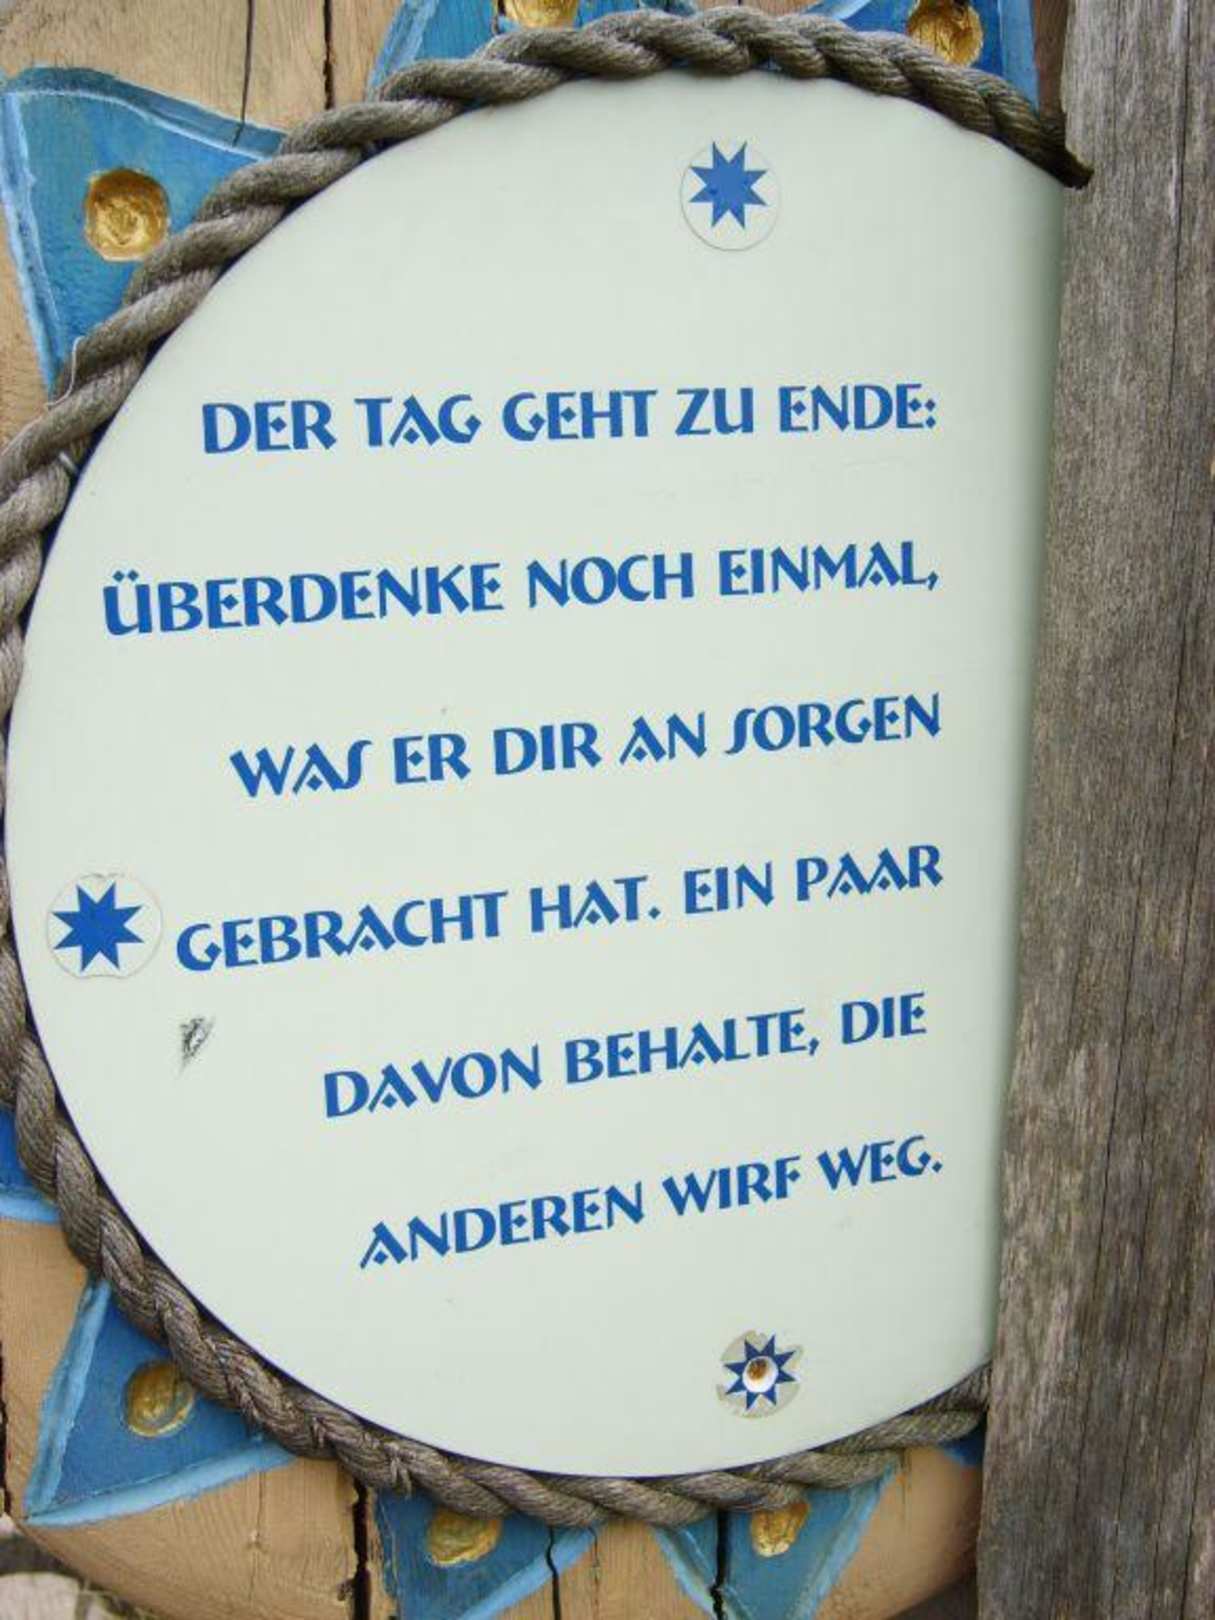 DER TAG GEHT ZU ENDE:
ÜBERDENKE NOCH EINMAL,
WAS ER DIR AN SORGEN
GEBRACHT HAT. EIN PAAR
DAVON BEHALTE, DIE
ANDEREN WIRF WEG.